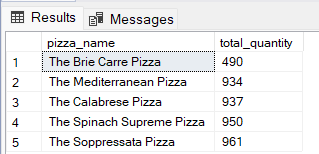 Results Messages
pizza_name total_quantity
1 The Brie Carre Pizza 490
2 The Mediterranean Pizza 934
3 The Calabrese Pizza 937
4 The Spinach Supreme Pizza 950
5 The Soppressata Pizza 961